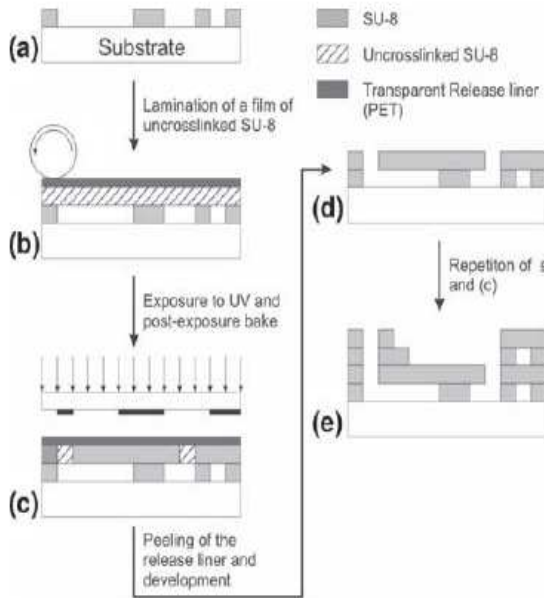 SU-8
(a)
Substrate
Uncrosslinked SU-8
Transparent Release liner
(PET)
Lamination of a film of
uncrosslinked SU-8
(b)
(d)
Exposure to UV and
post-exposure bake
Repetiton of
and (c)
(c)
(e)
Peeling of the
release liner and
development